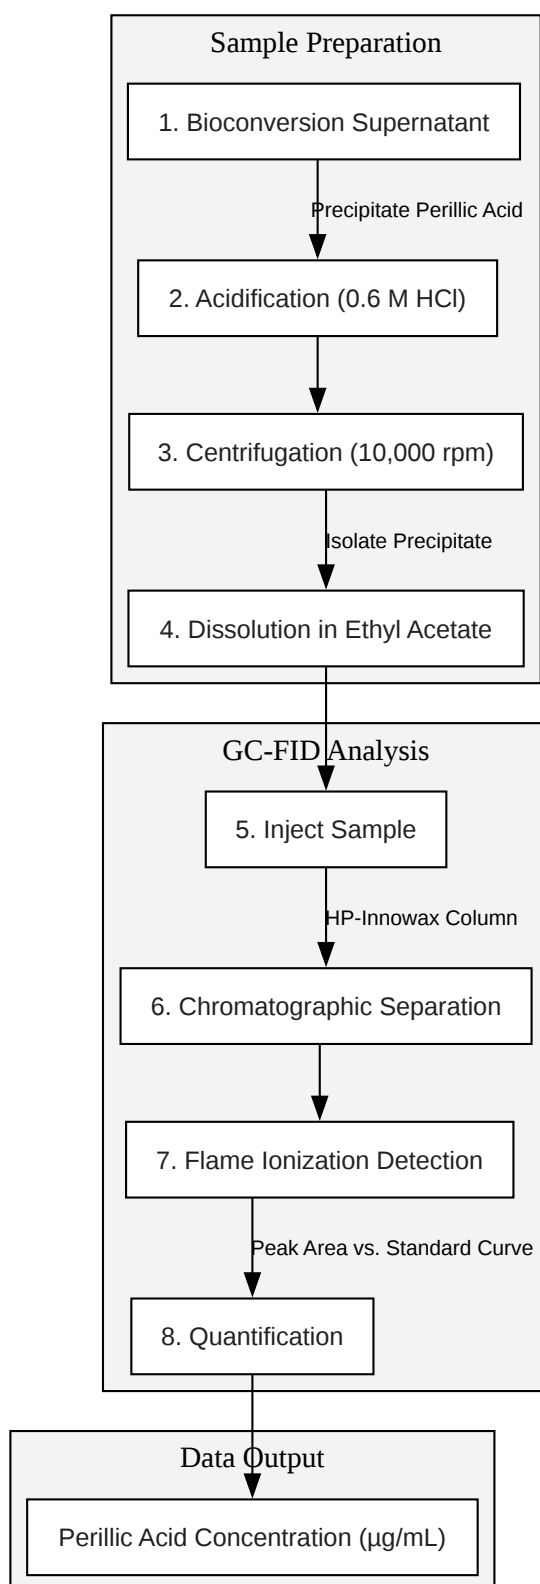 Sample Preparation
1. Bioconversion Supernatant
Precipitate Perillic Acid
2. Acidification (0.6 M HCl)
3. Centrifugation (10,000 rpm)
Isolate Precipitate
4. Dissolution in Ethyl Acetate
GC-FID Analysis
5. Inject Sample
HP-Innowax Column
6. Chromatographic Separation
7. Flame Ionization Detection
Peak Area vs. Standard Curve
8. Quantification
Data Output
Perillic Acid Concentration (µg/mL)